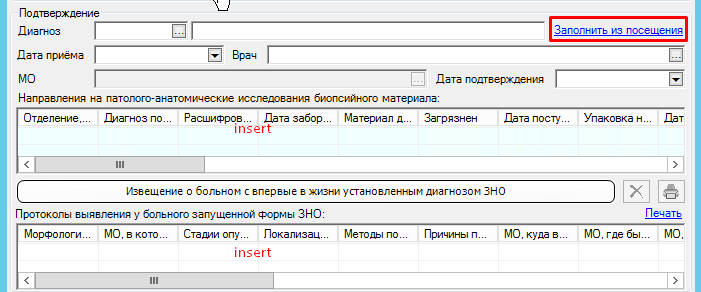 Подтверждение
Диагноз ... Заполнить из посещения
Дата приёма Врач ...
МО ... Дата подтверждения
Направления на патолого-анатомические исследования биопсийного материала:
Отделение,... Диагноз по... Расшифров... Дата забор... Материал д... Загрязнен Дата посту... Упаковка н... Дат
insert
Извещение о больном с впервые в жизни установленным диагнозом ЗНО
Протоколы выявления у больного запущенной формы ЗНО: Печать
Морфологи... МО, в кото... Стадии опу... Локализац... Методы по... Причины п... МО, куда в... МО, где бы... МО,
insert